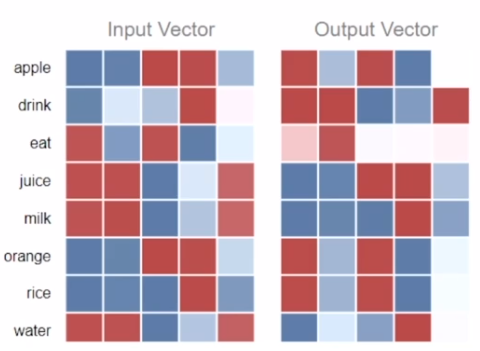 Input Vector
Output Vector
apple
drink
eat
juice
milk
orange
rice
water